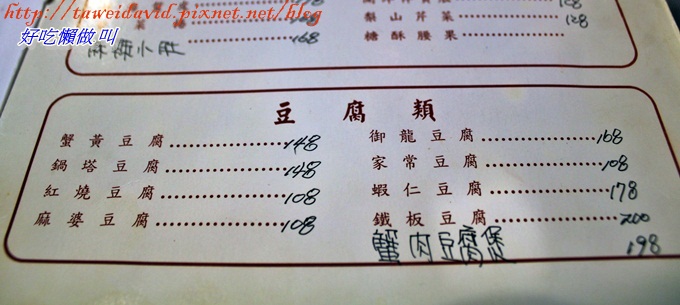 http://taweidavid.pixnet.net/blog
好吃懶做 叫
168
128
梨山芹菜
糖酥腰果
豆腐類
蟹黃豆腐 148
鍋塔豆腐 148
紅燒豆腐 108
麻婆豆腐 108
御龍豆腐 168
家常豆腐 108
蝦仁豆腐 178
鐵板豆腐 200
蟹肉豆腐煲 198